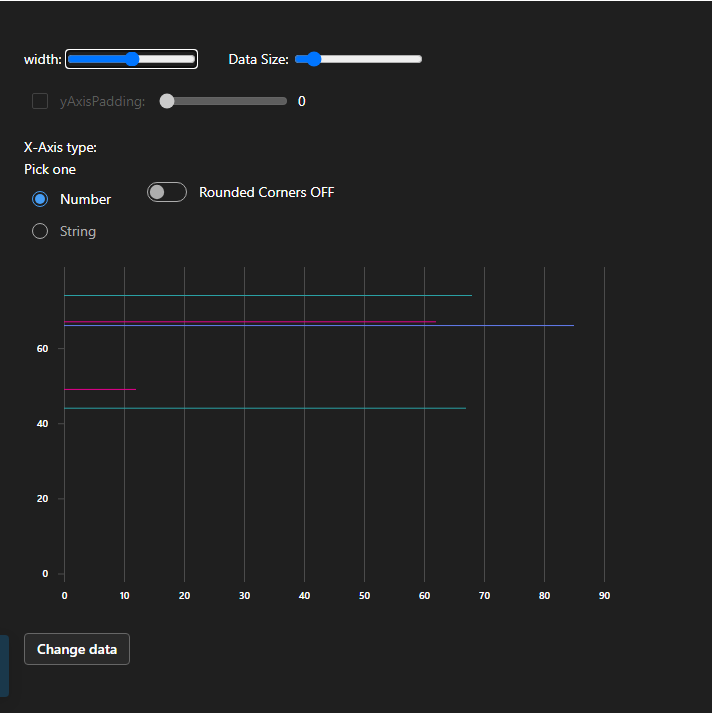 width: Data Size:
yAxisPadding: 0
X-Axis type:
Pick one
Number Rounded Corners OFF
String
60
40
20
0
0 10 20 30 40 50 60 70 80 90
Change data